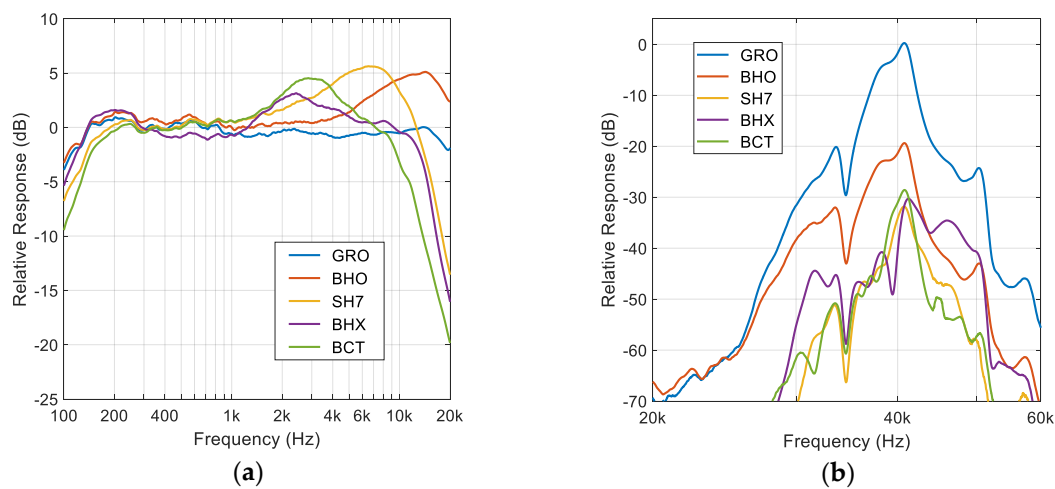 10
5
0
-5
-10
-15
-20
-25
Relative Response (dB)
GRO
BHO
SH7
BHX
BCT
100 200 400 1k 2k 4k 6k 10k 20k
Frequency (Hz)
(a)
0
-10
-20
-30
-40
-50
-60
-70
Relative Response (dB)
GRO
BHO
SH7
BHX
BCT
20k 40k 60k
Frequency (Hz)
(b)